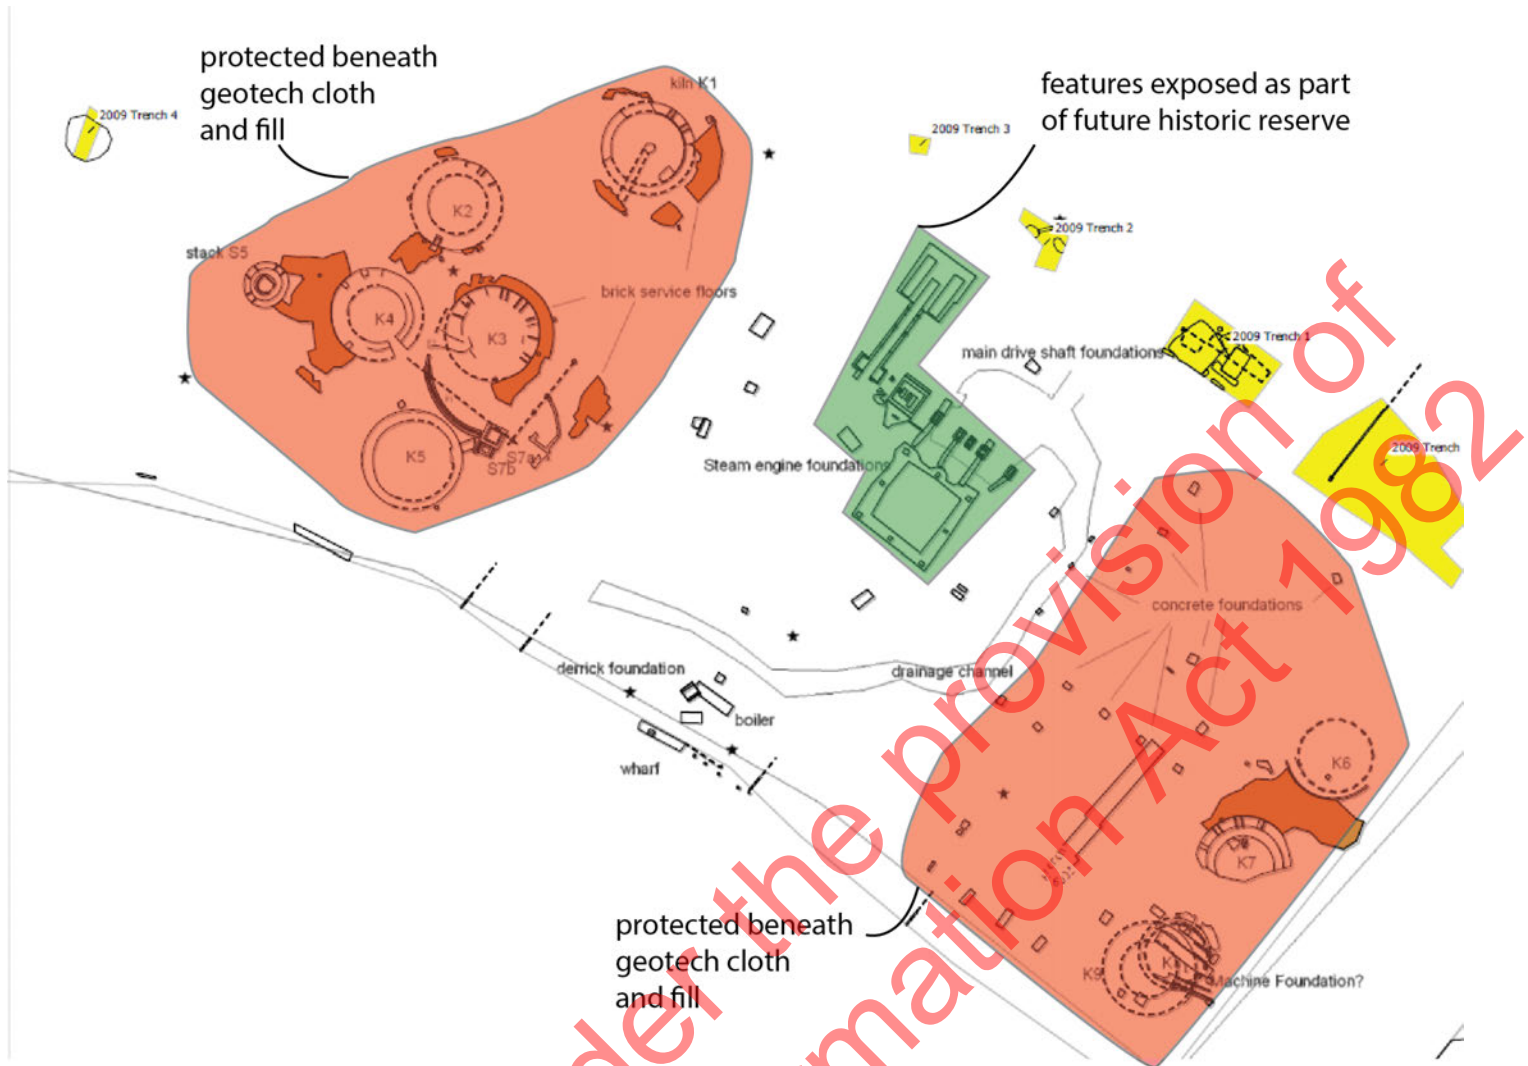 protected beneath
geotech cloth
and fill
kiln K1
features exposed as part
of future historic reserve
2009 Trench 4
2009 Trench 3
K2
2009 Trench 2
stack S5
brick service floors
K4
K3
2009 Trench 1
main drive shaft foundations
K5
S7a
S7b
Steam engine foundations
2009 Trench
concrete foundations
derrick foundation
drainage channel
boiler
wharf
K6
K7
protected beneath
geotech cloth
and fill
K9
Machine Foundation?
der the provision of
mation Act 1982